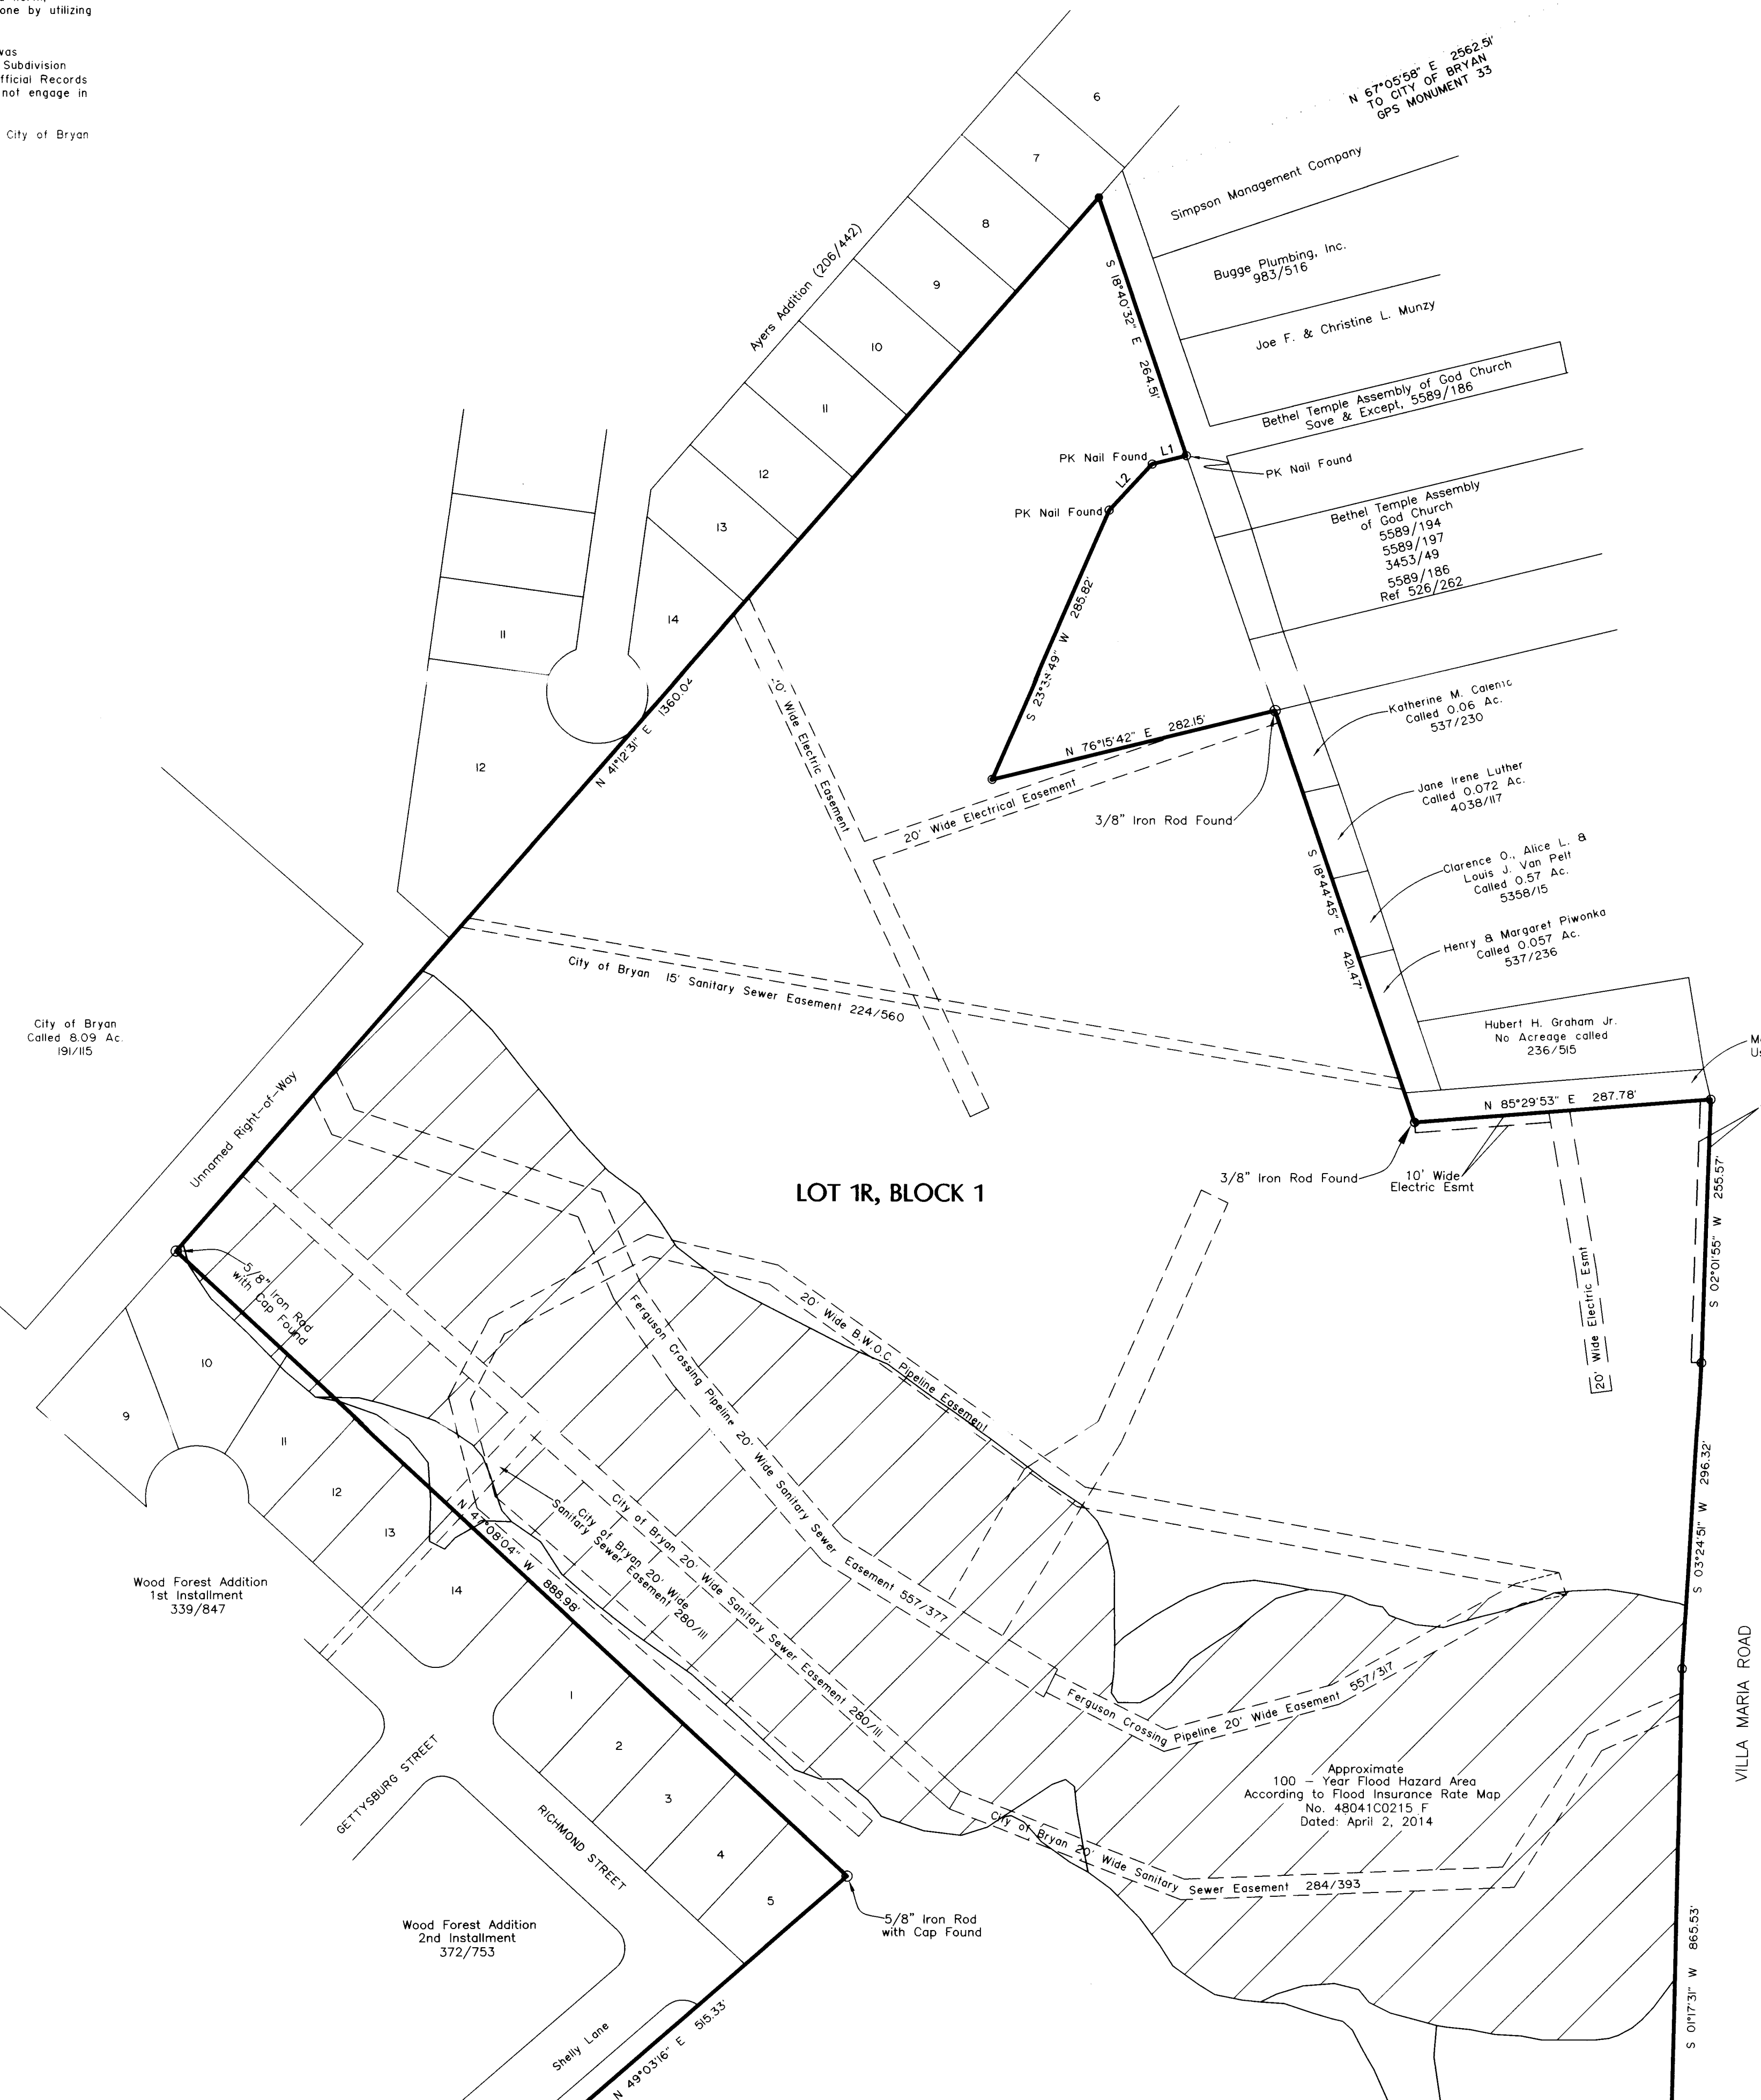 one by utilizing
was
Subdivision
Official Records
not engage in
City of Bryan
N 67°05'58" E 2562.51'
TO CITY OF BRYAN
GPS MONUMENT 33
6
7
8
9
10
11
12
13
14
Ayers Addition (206/442)
Simpson Management Company
Bugge Plumbing, Inc.
983/516
Joe F. & Christine L. Munzy
Bethel Temple Assembly of God Church
Save & Except, 5589/186
S 18°40'32" E 264.51'
PK Nail Found
L1
L2
PK Nail Found
PK Nail Found
Bethel Temple Assembly
of God Church
5589/194
5589/197
3453/49
5589/186
Ref 526/262
11
12
N 41°12'31" E 1360.02
20' Wide Electric Easement
S 23°38'49" W 285.82'
N 76°15'42" E 282.15'
20' Wide Electrical Easement
3/8" Iron Rod Found
Katherine M. Calenic
Called 0.06 Ac.
537/230
Jane Irene Luther
Called 0.072 Ac.
4038/117
Clarence O., Alice L. &
Louis J. Van Pelt
Called 0.57 Ac.
5358/15
Henry & Margaret Piwonka
Called 0.057 Ac.
537/236
S 18°44'45" E 421.47'
City of Bryan 15' Sanitary Sewer Easement 224/560
City of Bryan
Called 8.09 Ac.
191/115
Unnamed Right-of-Way
Hubert H. Graham Jr.
No Acreage called
236/515
N 85°29'53" E 287.78'
3/8" Iron Rod Found
10' Wide
Electric Esmt
20' Wide Electric Esmt
S 02°01'55" W 255.57'
LOT 1R, BLOCK 1
5/8" Iron Rod
with Cap Found
20' Wide B.W.O.C. Pipeline Easement
Ferguson Crossing Pipeline 20' Wide Sanitary Sewer Easement 557/377
S 03°24'51" W 296.32'
9
10
11
12
13
14
N 47°08'04" W 888.98'
City of Bryan 20' Wide
Sanitary Sewer Easement 280/111
City of Bryan 20' Wide Sanitary Sewer Easement 280/111
Wood Forest Addition
1st Installment
339/847
Ferguson Crossing Pipeline 20' Wide Easement 557/317
VILLA MARIA ROAD
1
2
3
4
5
GETTYSBURG STREET
RICHMOND STREET
Approximate
100 - Year Flood Hazard Area
According to Flood Insurance Rate Map
No. 48041C0215 F
Dated: April 2, 2014
City of Bryan 20' Wide Sanitary Sewer Easement 284/393
5/8" Iron Rod
with Cap Found
Wood Forest Addition
2nd Installment
372/753
S 01°17'31" W 865.53'
Shelly Lane
N 49°03'16" E 515.33'